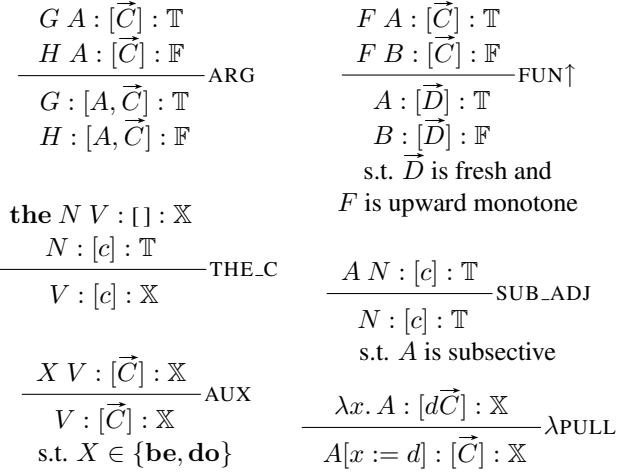 G A : [C⃗] : 𝕋
H A : [C⃗] : 𝔽
ARG
G : [A, C⃗] : 𝕋
H : [A, C⃗] : 𝔽
F A : [C⃗] : 𝕋
F B : [C⃗] : 𝔽
FUN↑
A : [D⃗] : 𝕋
B : [D⃗] : 𝔽
s.t. D⃗ is fresh and
F is upward monotone
the N V : [] : 𝕏
N : [c] : 𝕋
THE_C
V : [c] : 𝕏
A N : [c] : 𝕋
SUB_ADJ
N : [c] : 𝕋
s.t. A is subsective
X V : [C⃗] : 𝕏
AUX
V : [C⃗] : 𝕏
s.t. X ∈ {be, do}
λx. A : [dC⃗] : 𝕏
λPULL
A[x := d] : [C⃗] : 𝕏